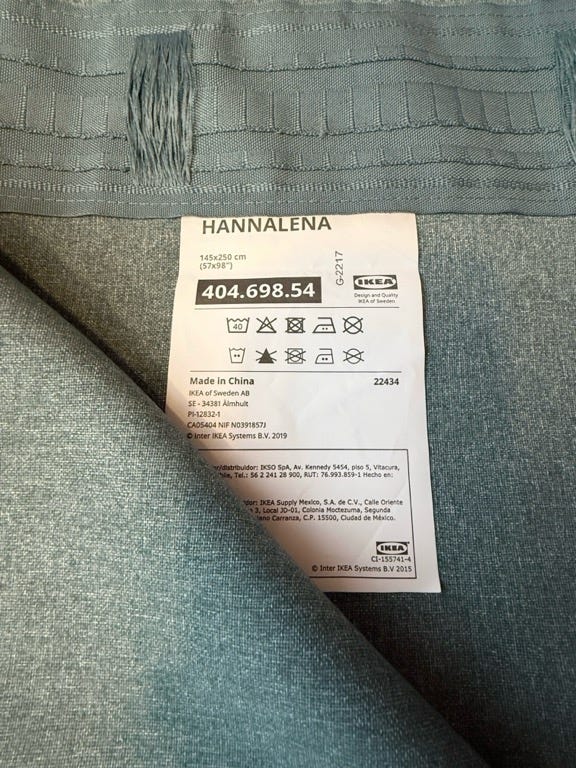 HANNALENA
145x250 cm
(57x98")
G-2217
404.698.54
IKEA
Design and Quality
IKEA of Sweden
40
Made in China 22434
IKEA of Sweden AB
SE - 34381 Älmhult
PI-12832-1
CA05404 NIF N0391857J
© Inter IKEA Systems B.V. 2019
/distribuidor: IKSO SpA, Av. Kennedy 5454, piso 5, Vitacura,
Tel.: 56 2 241 28 900, RUT: 76.993.859-1 Hecho en:
IKEA Supply Mexico, S.A. de C.V., Calle Oriente
3, Local JD-01, Colonia Moctezuma, Segunda
Carranza, C.P. 15500, Ciudad de México.
IKEA
CI-155741-4
© Inter IKEA Systems B.V 2015